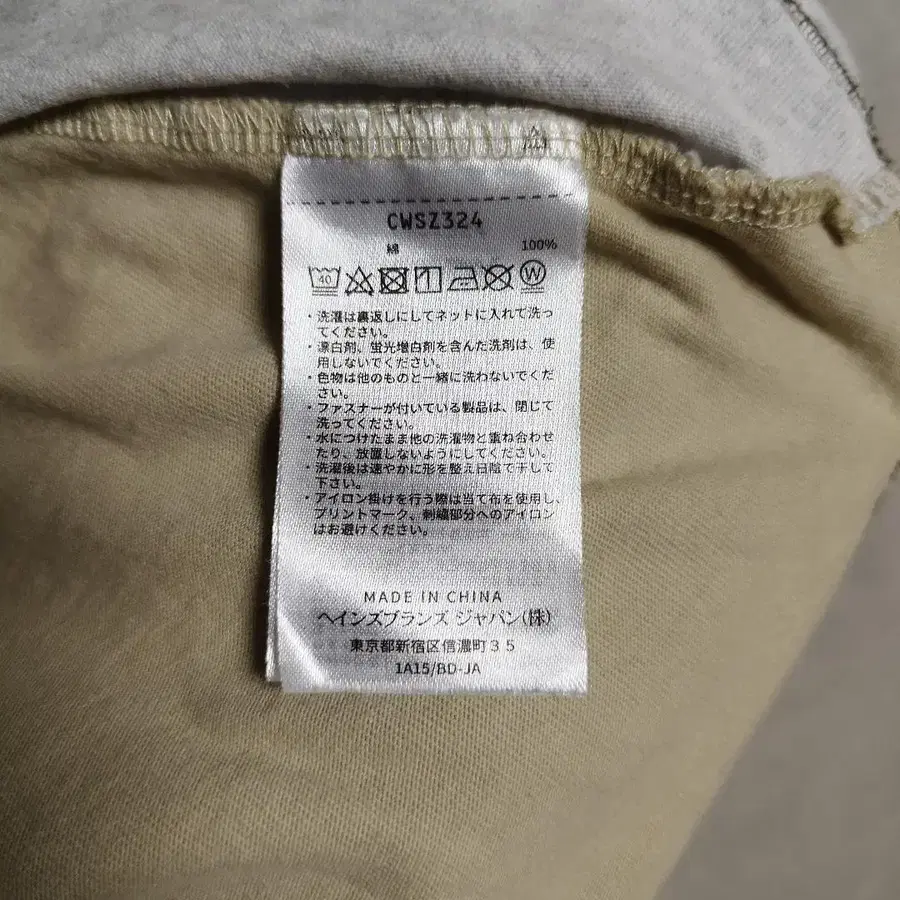 CWSZ324
綿 100%
40 W
・洗濯は裏返しにしてネットに入れて洗っ
てください。
・漂白剤、蛍光増白剤を含んだ洗剤は、使
用しないでください。
・色物は他のものと一緒に洗わないでくだ
さい。
・ファスナーが付いている製品は、閉じて
洗ってください。
・水につけたまま他の洗濯物と重ね合わせ
たり、放置しないようにしてください。
・洗濯後は速やかに形を整え日陰で干して
下さい。
・アイロン掛けを行う際は当て布を使用し、
プリントマーク、刺繍部分へのアイロン
はお避けください。
MADE IN CHINA
ヘインズブランズ ジャパン(株)
東京都新宿区信濃町35
1A15/BD-JA